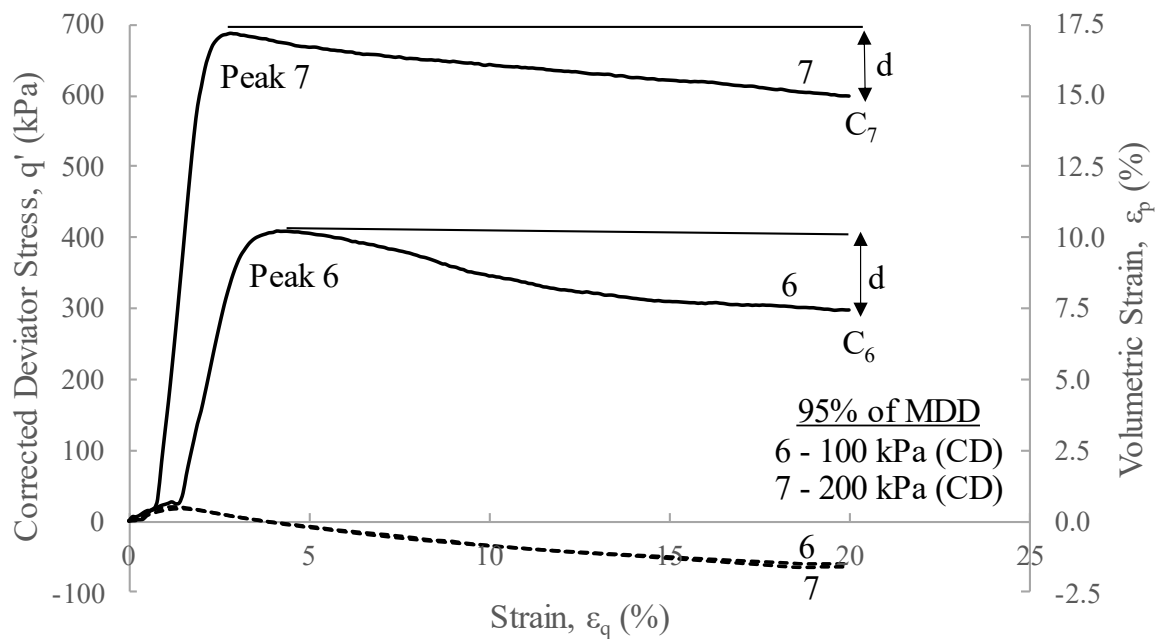 Corrected Deviator Stress, q' (kPa)
700
600
500
400
300
200
100
0
-100
17.5
15.0
12.5
10.0
7.5
5.0
2.5
0.0
-2.5
Volumetric Strain, εp (%)
Peak 7
7
d
C7
Peak 6
6
d
C6
95% of MDD
6 - 100 kPa (CD)
7 - 200 kPa (CD)
6
7
0
5
10
15
20
25
Strain, εq (%)